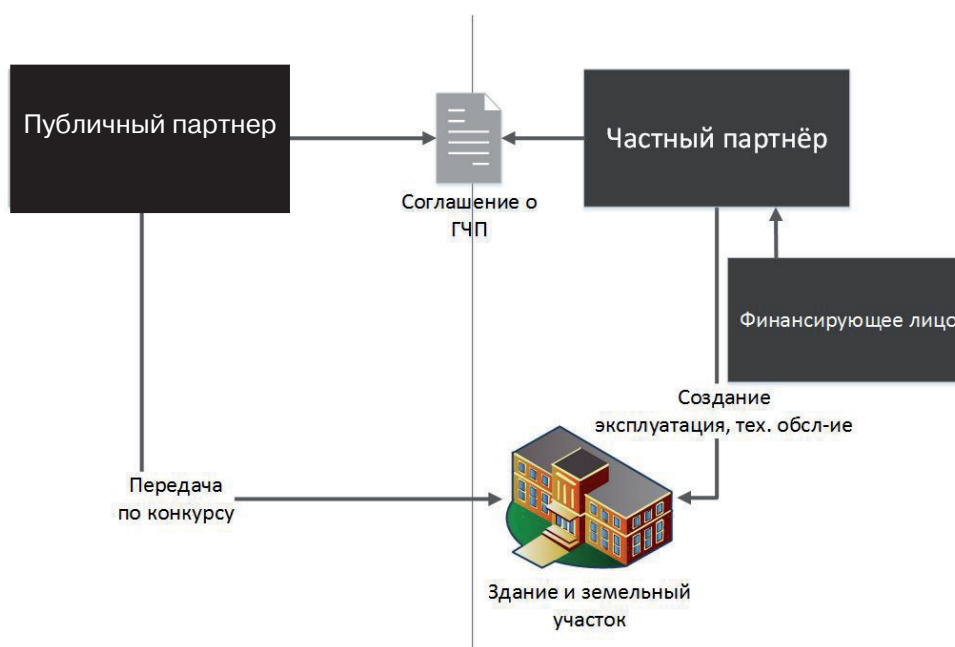 Публичный партнер
Частный партнёр
Соглашение о
ГЧП
Финансирующее лицо
Создание
эксплуатация, тех. обсл-ие
Передача
по конкурсу
Здание и земельный
участок